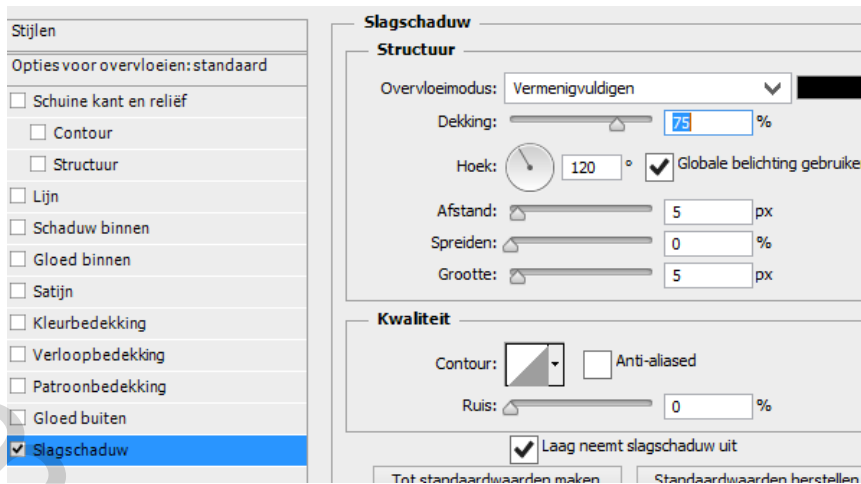 Stijlen
Opties voor overvloeien: standaard
Schuine kant en reliëf
Contour
Structuur
Lijn
Schaduw binnen
Gloed binnen
Satijn
Kleurbedekking
Verloopbedekking
Patroonbedekking
Gloed buiten
Slagschaduw
Slagschaduw
Structuur
Overvloeimodus: Vermenigvuldigen
Dekking: 75 %
Hoek: 120 ° Globale belichting gebruike
Afstand: 5 px
Spreiden: 0 %
Grootte: 5 px
Kwaliteit
Contour: Anti-aliased
Ruis: 0 %
Laag neemt slagschaduw uit
Tot standaardwaarden maken Standaardwaarden herstellen